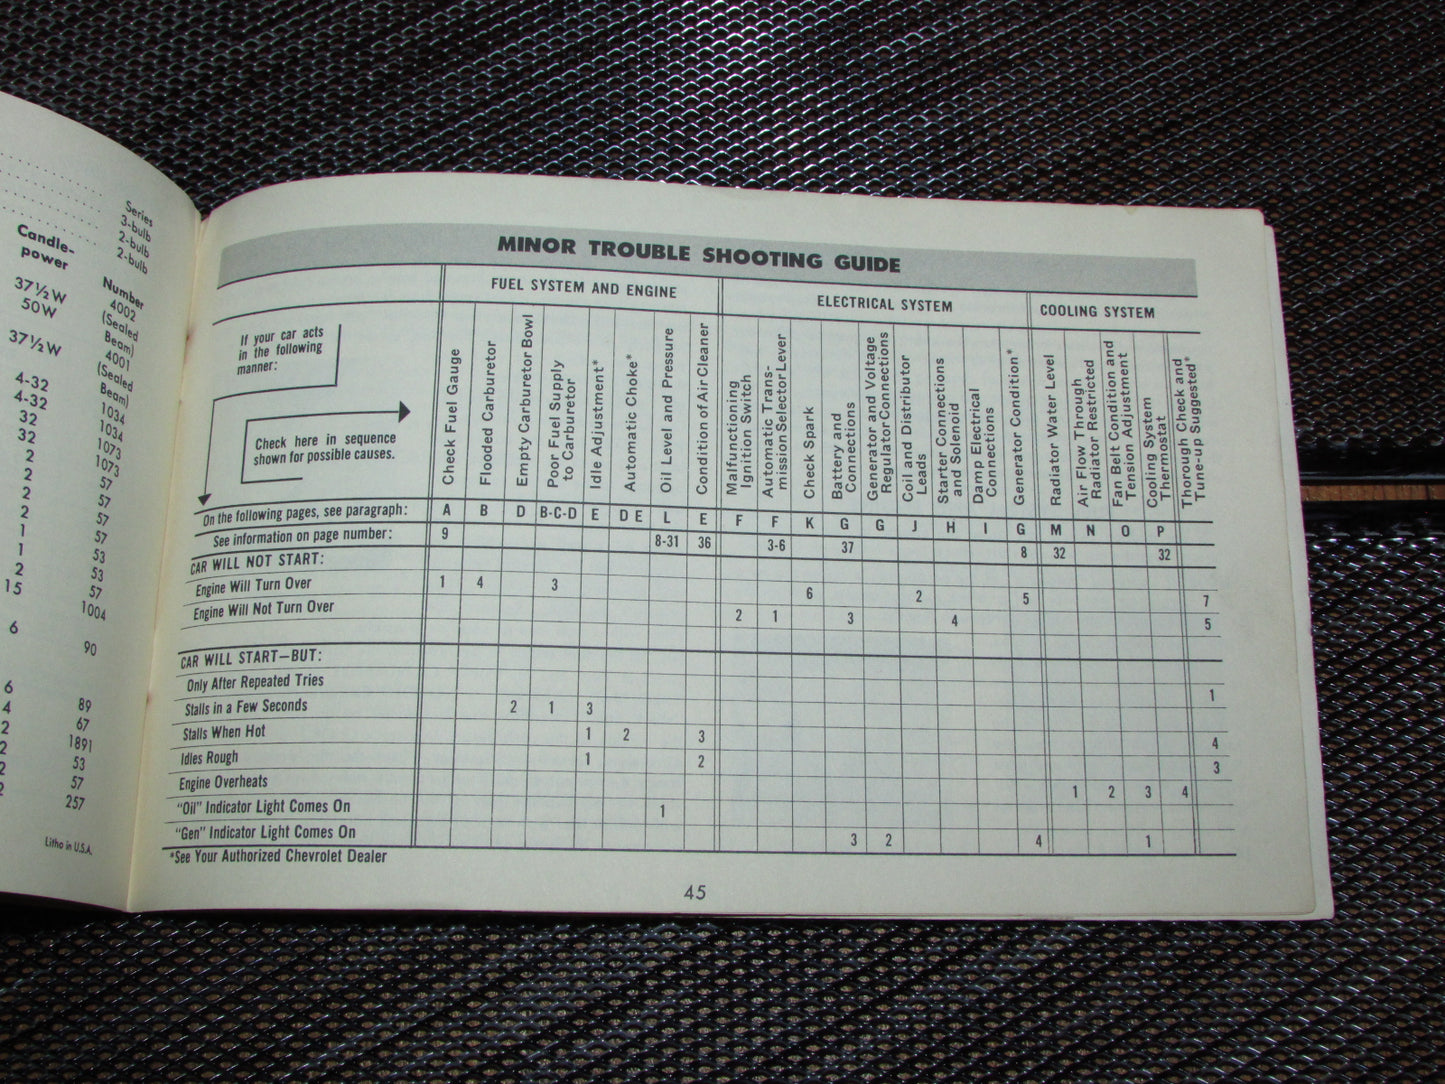 Series
3-bulb
2-bulb
2-bulb
Candle-
power Number
37½W 4002
50W (Sealed
Beam)
37½W 4001
(Sealed
Beam)
4-32 1034
4-32 1034
32 1073
32 1073
2 57
2 57
2 57
2 57
1 53
1 53
2 57
15 1004
6 90
6 89
4 67
2 1891
2 53
2 57
2 257
Litho in U.S.A.
MINOR TROUBLE SHOOTING GUIDE
FUEL SYSTEM AND ENGINE ELECTRICAL SYSTEM COOLING SYSTEM
If your car acts
in the following
manner:
Check here in sequence
shown for possible causes.
Check Fuel Gauge
Flooded Carburetor
Empty Carburetor Bowl
Poor Fuel Supply
to Carburetor
Idle Adjustment*
Automatic Choke*
Oil Level and Pressure
Condition of Air Cleaner
Malfunctioning
Ignition Switch
Automatic Trans-
mission Selector Lever
Check Spark
Battery and
Connections
Generator and Voltage
Regulator Connections
Coil and Distributor
Leads
Starter Connections
and Solenoid
Damp Electrical
Connections
Generator Condition*
Radiator Water Level
Air Flow Through
Radiator Restricted
Fan Belt Condition and
Tension Adjustment
Cooling System
Thermostat
Thorough Check and
Tune-up Suggested*
On the following pages, see paragraph: A B D B-C-D E D E L E F F K G G J H I G M N O P
See information on page number: 9 8-31 36 3-6 37 8 32 32
CAR WILL NOT START:
Engine Will Turn Over 1 4 3 6 2 5 7
Engine Will Not Turn Over 2 1 3 4 5
CAR WILL START—BUT:
Only After Repeated Tries 1
Stalls in a Few Seconds 2 1 3
Stalls When Hot 1 2 3 4
Idles Rough 1 2 3
Engine Overheats 1 2 3 4
"Oil" Indicator Light Comes On 1
"Gen" Indicator Light Comes On 3 2 4 1
*See Your Authorized Chevrolet Dealer
45